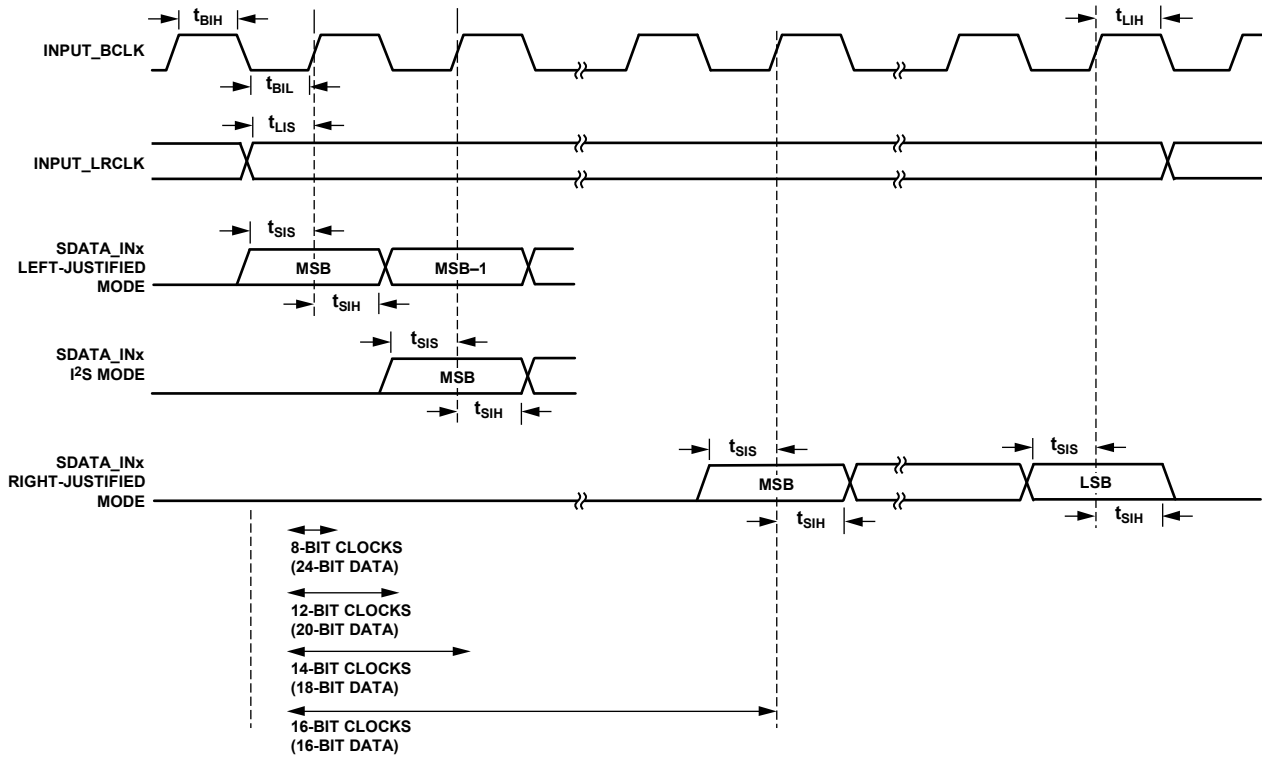 tBIH
tLIH
INPUT_BCLK
tBIL
tLIS
INPUT_LRCLK
tSIS
SDATA_INx
LEFT-JUSTIFIED
MODE
MSB
MSB–1
tSIH
tSIS
SDATA_INx
I2S MODE
MSB
tSIH
tSIS
tSIS
SDATA_INx
RIGHT-JUSTIFIED
MODE
MSB
LSB
tSIH
tSIH
8-BIT CLOCKS
(24-BIT DATA)
12-BIT CLOCKS
(20-BIT DATA)
14-BIT CLOCKS
(18-BIT DATA)
16-BIT CLOCKS
(16-BIT DATA)